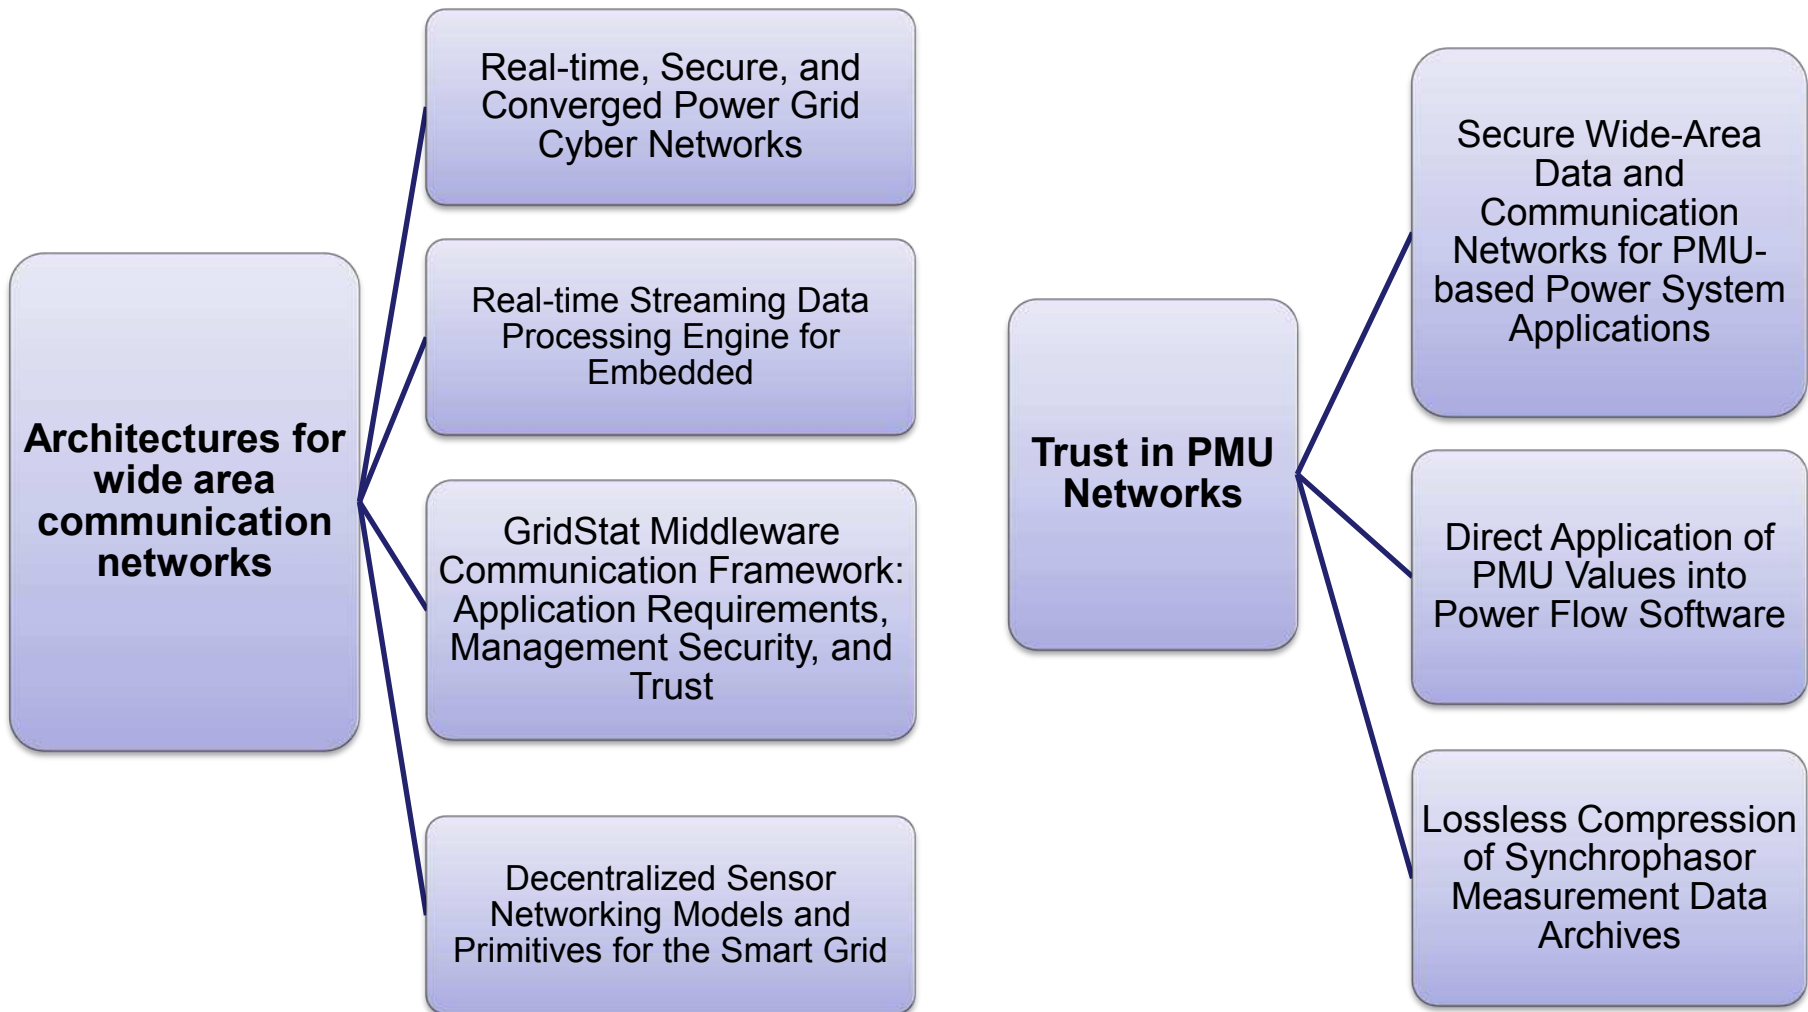 Architectures for
wide area
communication
networks
Real-time, Secure, and
Converged Power Grid
Cyber Networks
Real-time Streaming Data
Processing Engine for
Embedded
GridStat Middleware
Communication Framework:
Application Requirements,
Management Security, and
Trust
Decentralized Sensor
Networking Models and
Primitives for the Smart Grid
Trust in PMU
Networks
Secure Wide-Area
Data and
Communication
Networks for PMU-
based Power System
Applications
Direct Application of
PMU Values into
Power Flow Software
Lossless Compression
of Synchrophasor
Measurement Data
Archives